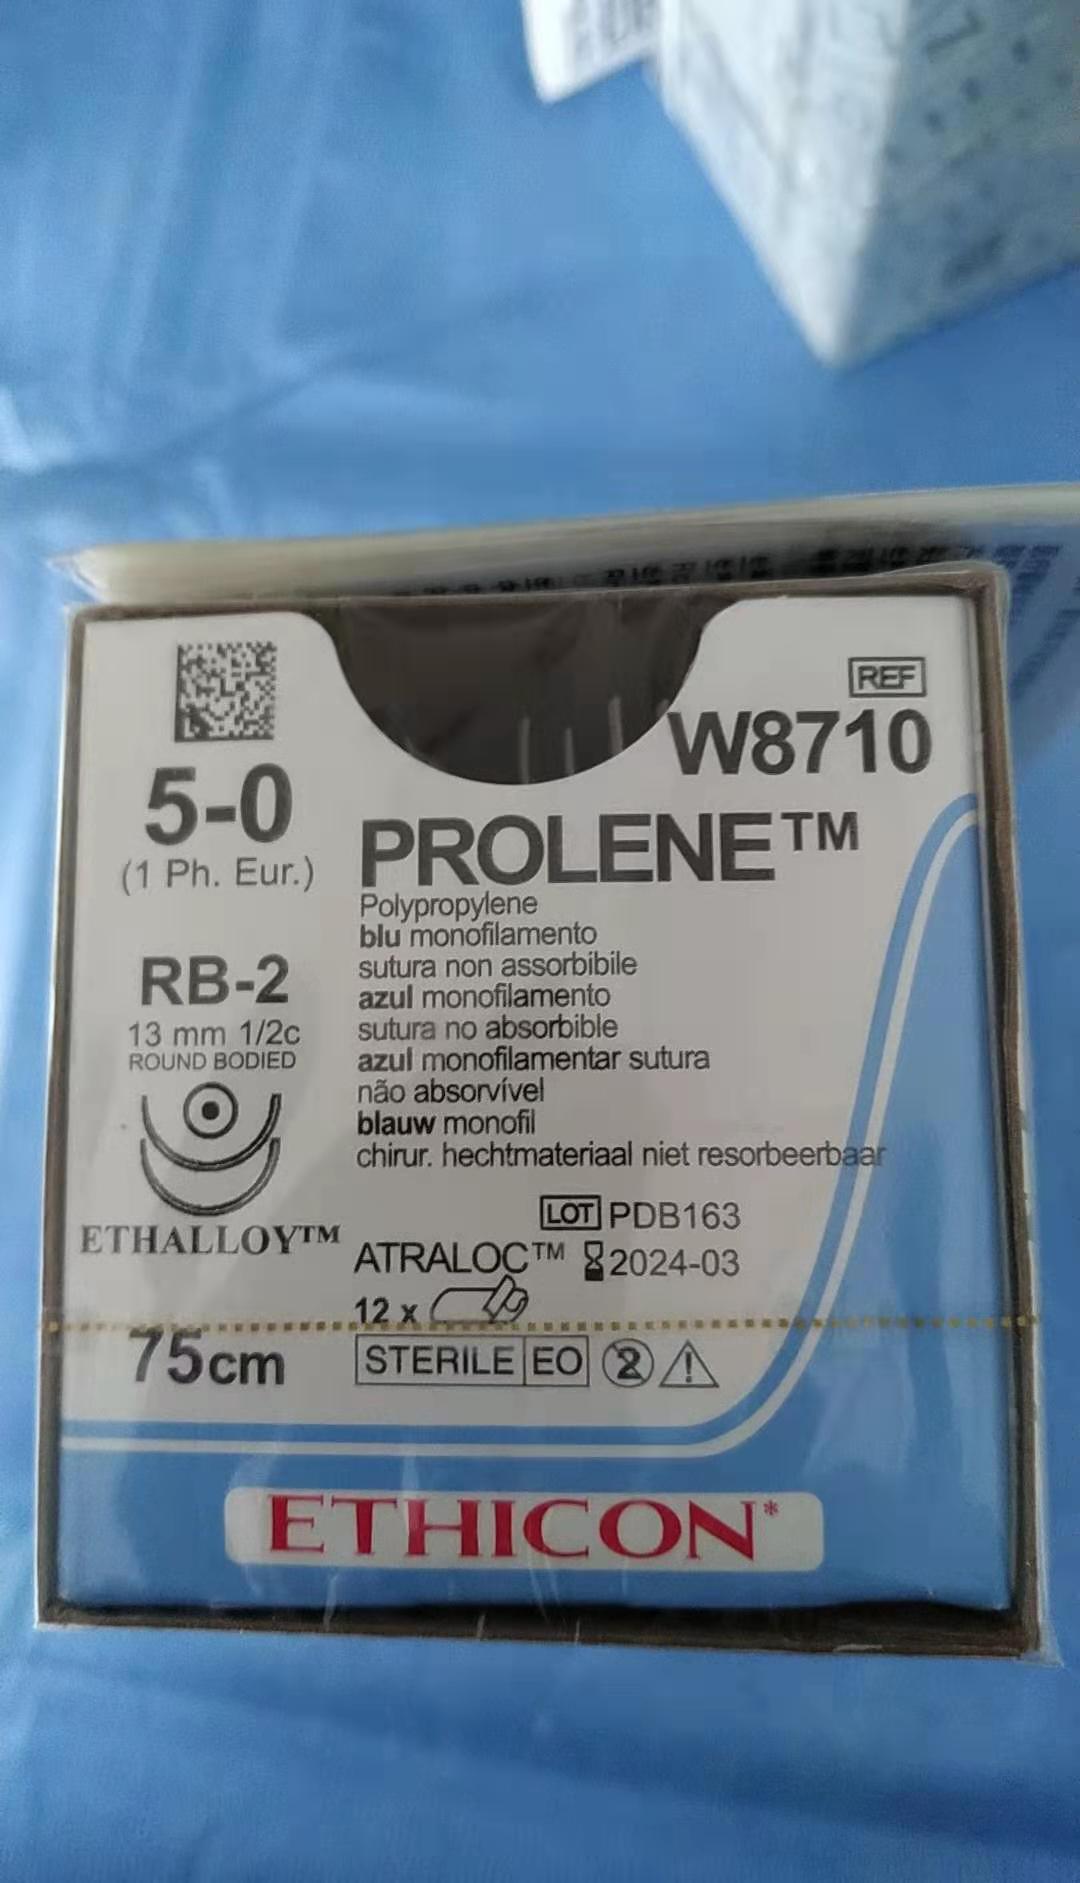 REF
W8710
5-0
(1 Ph. Eur.)
PROLENE™
Polypropylene
blu monofilamento
sutura non assorbibile
azul monofilamento
sutura no absorbible
azul monofilamentar sutura
não absorvível
blauw monofil
chirur. hechtmateriaal niet resorbeerbaar
RB-2
13 mm 1/2c
ROUND BODIED
ETHALLOY™
LOT PDB163
ATRALOC™ 2024-03
12 x
75cm
STERILE EO 2
ETHICON*